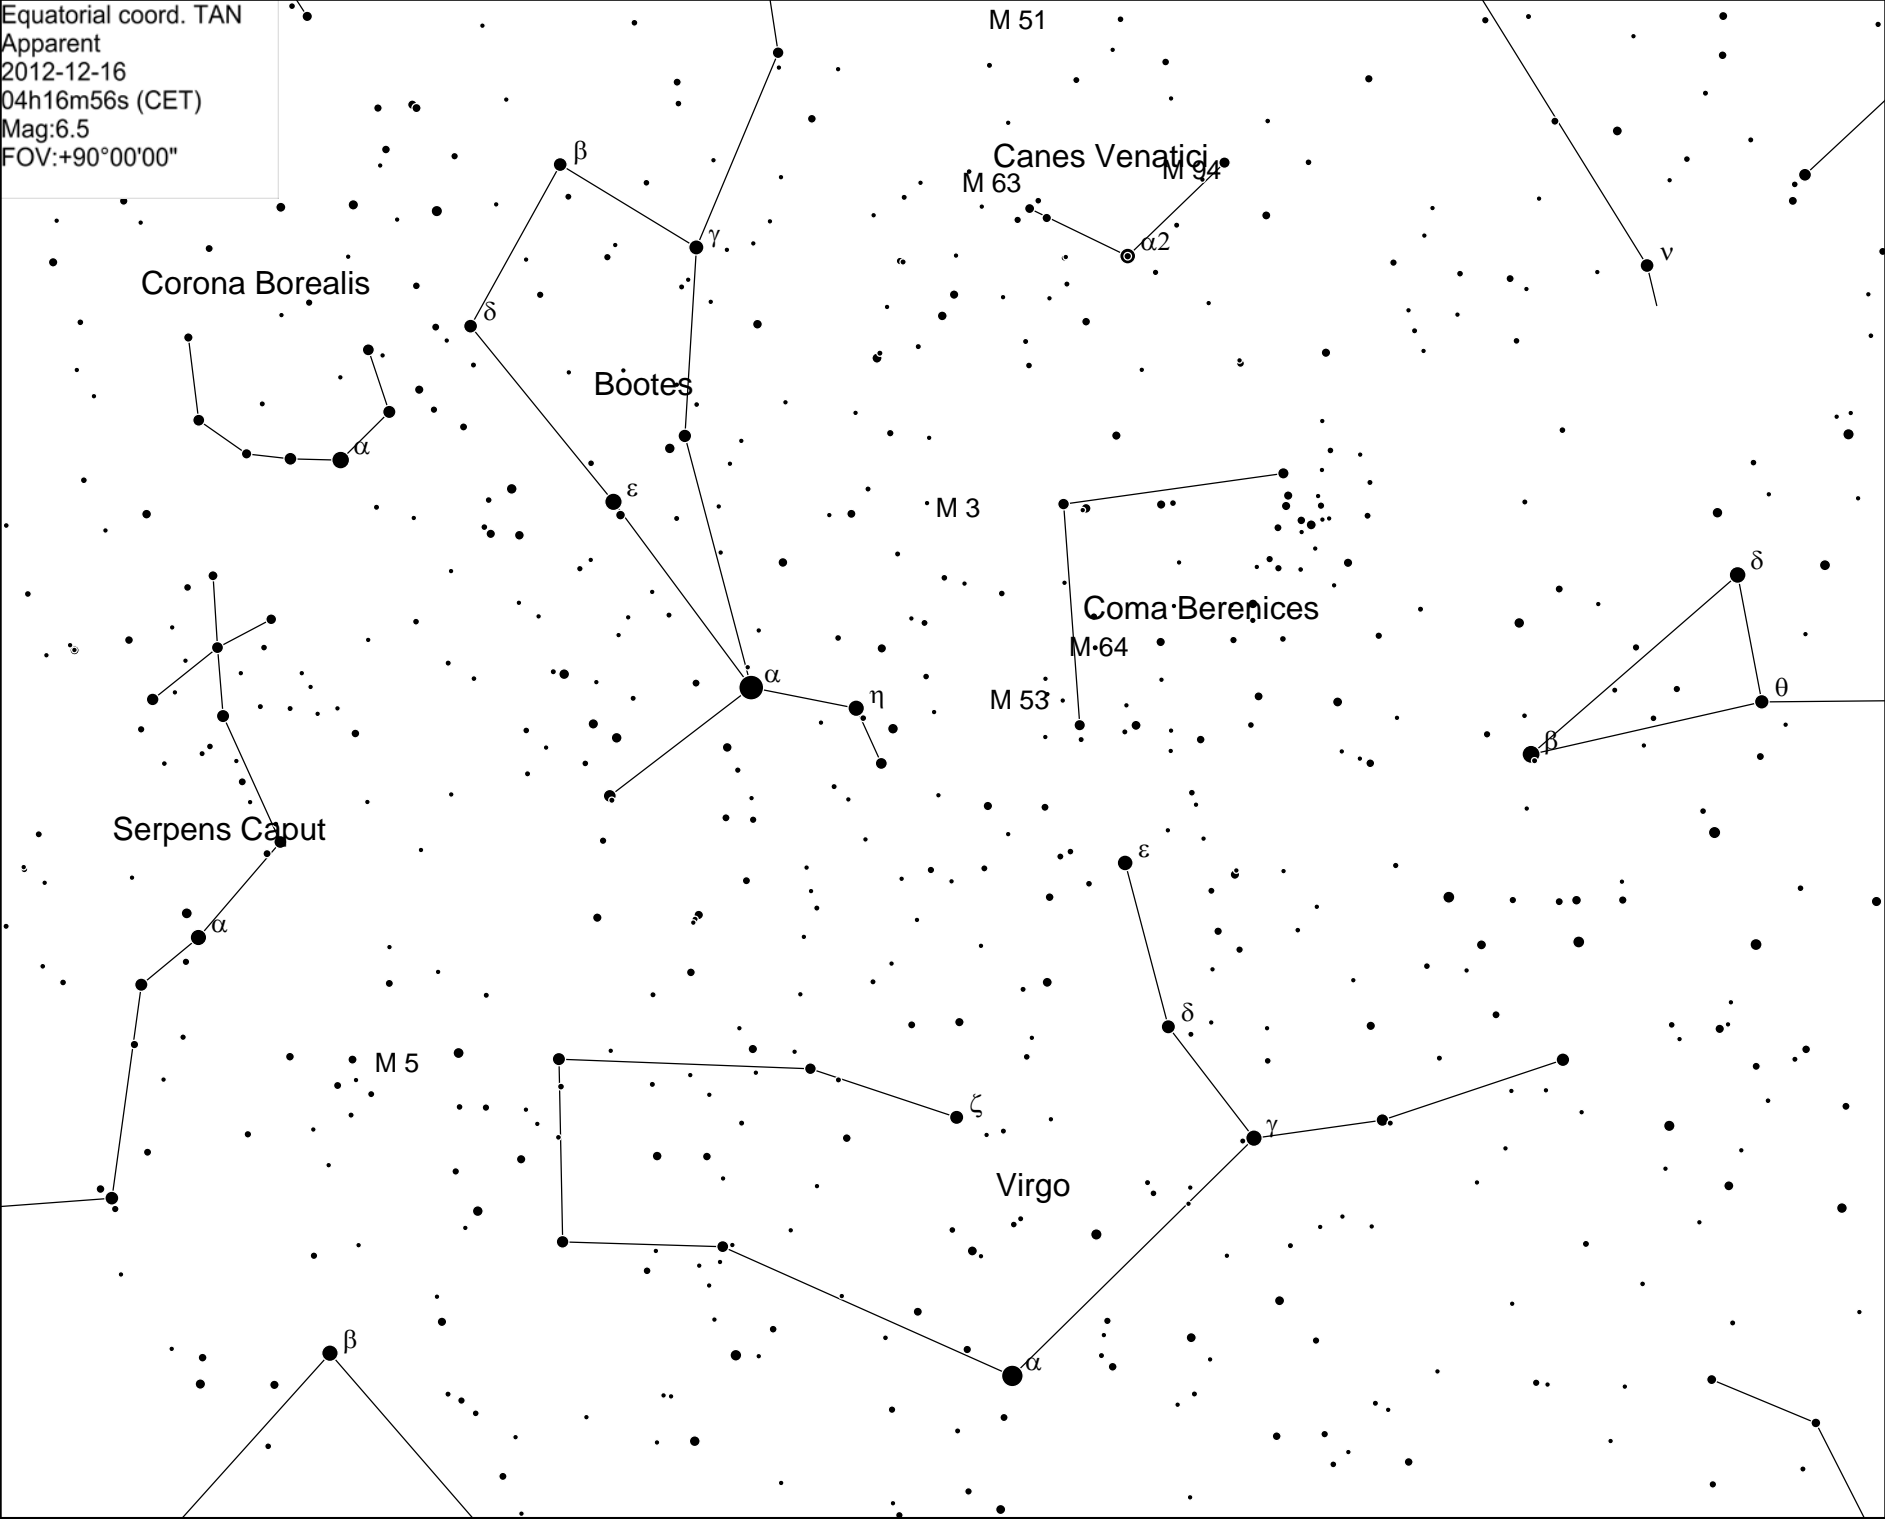 Equatorial coord. TAN
Apparent
2012-12-16
04h16m56s (CET)
Mag:6.5
FOV:+90°00'00"
M 51
β
Canes Venatici
M 94
M 63
γ
α2
ν
Corona Borealis
δ
Bootes
α
ε
M 3
δ
Coma Berenices
M 64
α
η
M 53
θ
β
Serpens Caput
ε
α
δ
M 5
ζ
γ
Virgo
β
α